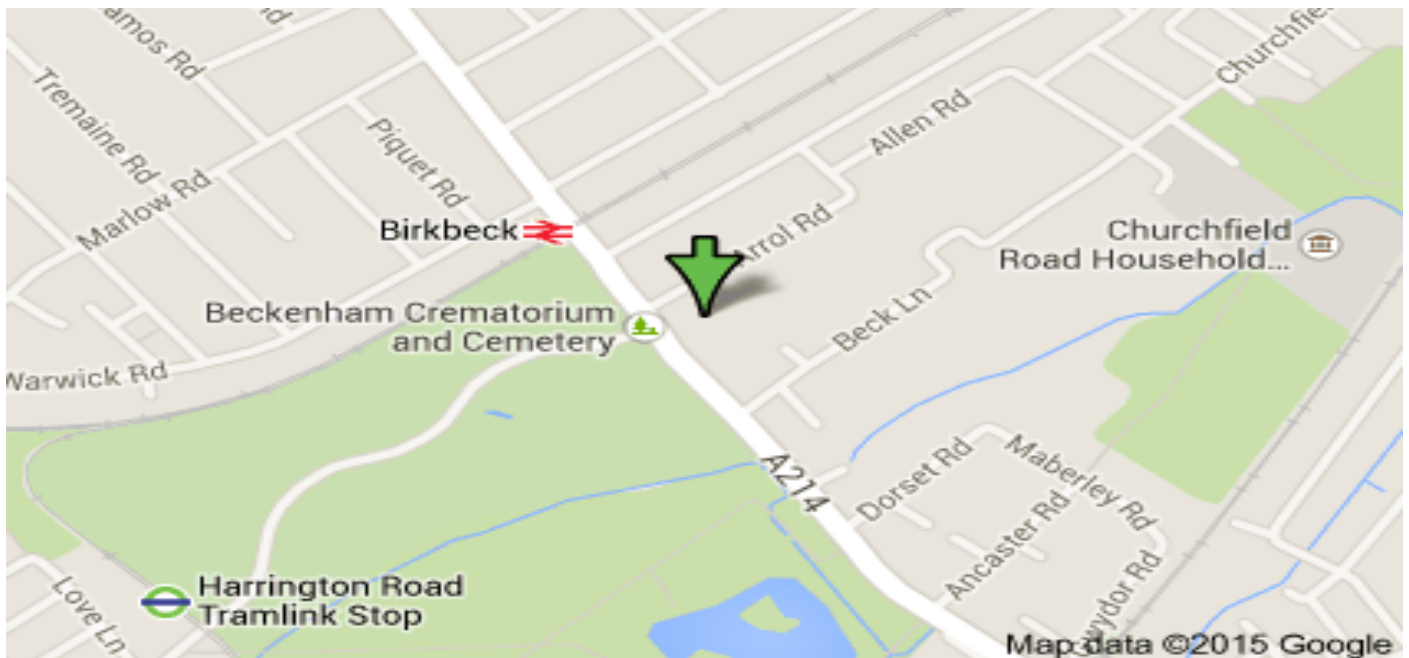 Tremaine Rd
Marlow Rd
Piquet Rd
Allen Rd
Birkbeck
Arrol Rd
Churchfield
Road Household...
Beckenham Crematorium
and Cemetery
Beck Ln
Warwick Rd
A214
Dorset Rd
Maberley Rd
Ancaster Rd
Harrington Road
Tramlink Stop
Love Ln
Map data ©2015 Google